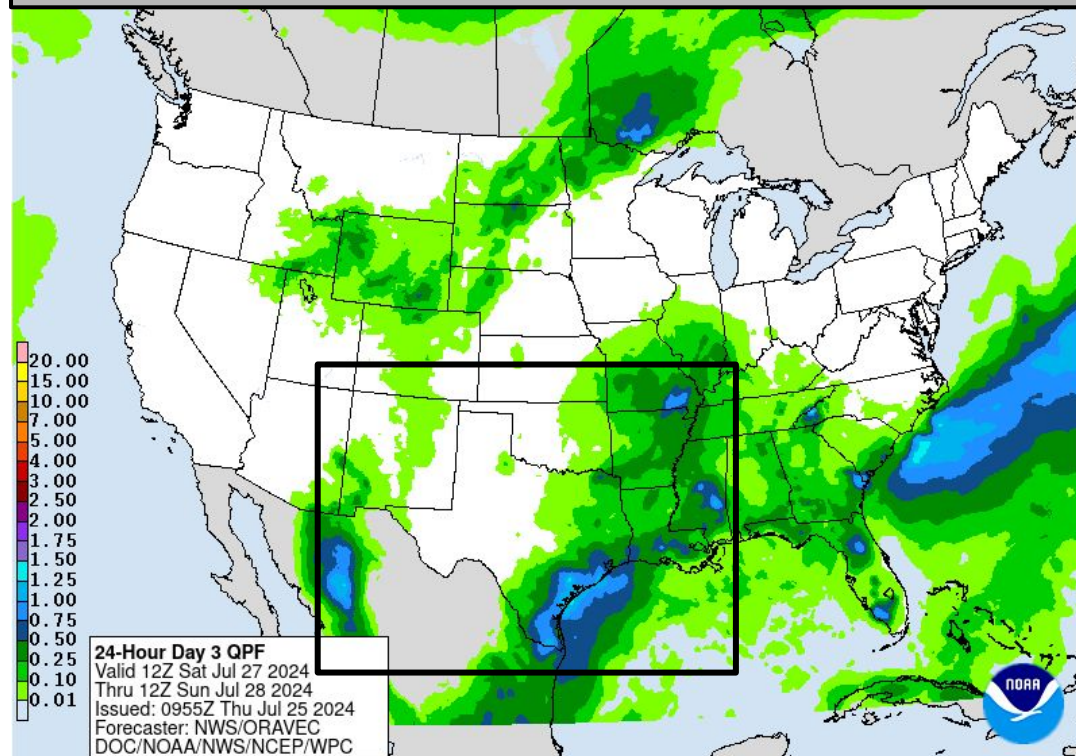 20.00
15.00
10.00
7.00
5.00
4.00
3.00
2.50
2.00
1.75
1.50
1.25
1.00
0.75
0.50
0.25
0.10
0.01
24-Hour Day 3 QPF
Valid 12Z Sat Jul 27 2024
Thru 12Z Sun Jul 28 2024
Issued: 0955Z Thu Jul 25 2024
Forecaster: NWS/ORAVEC
DOC/NOAA/NWS/NCEP/WPC
NOAA